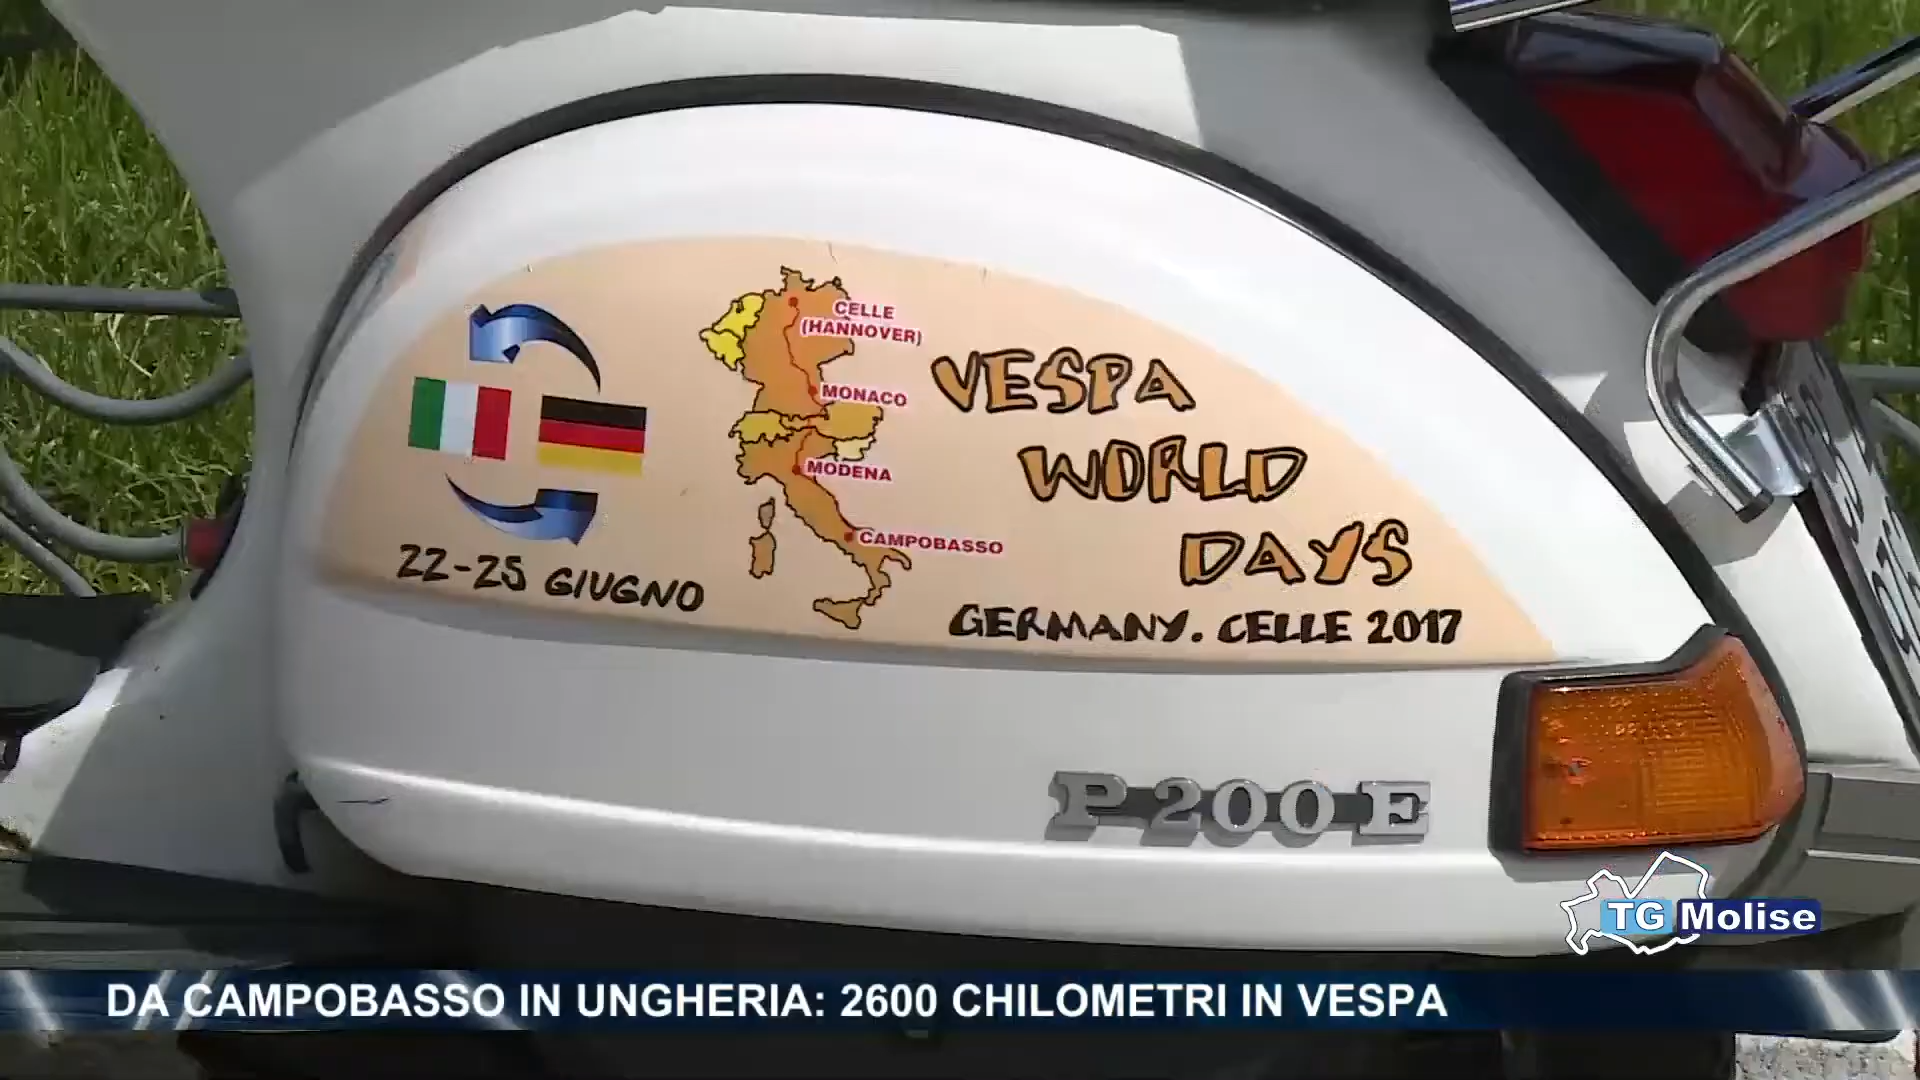 CELLE
(HANNOVER)
MONACO
MODENA
CAMPOBASSO
VESPA
WORLD
DAYS
22-25 GIUGNO
GERMANY. CELLE 2017
P 200 E
TG Molise
DA CAMPOBASSO IN UNGHERIA: 2600 CHILOMETRI IN VESPA